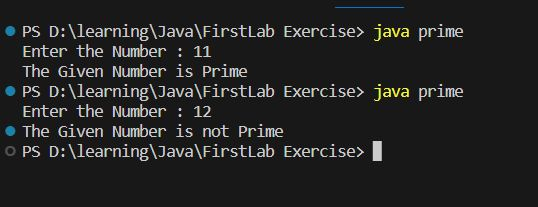 PS D:\learning\Java\FirstLab Exercise> java prime
Enter the Number : 11
The Given Number is Prime
PS D:\learning\Java\FirstLab Exercise> java prime
Enter the Number : 12
The Given Number is not Prime
PS D:\learning\Java\FirstLab Exercise>